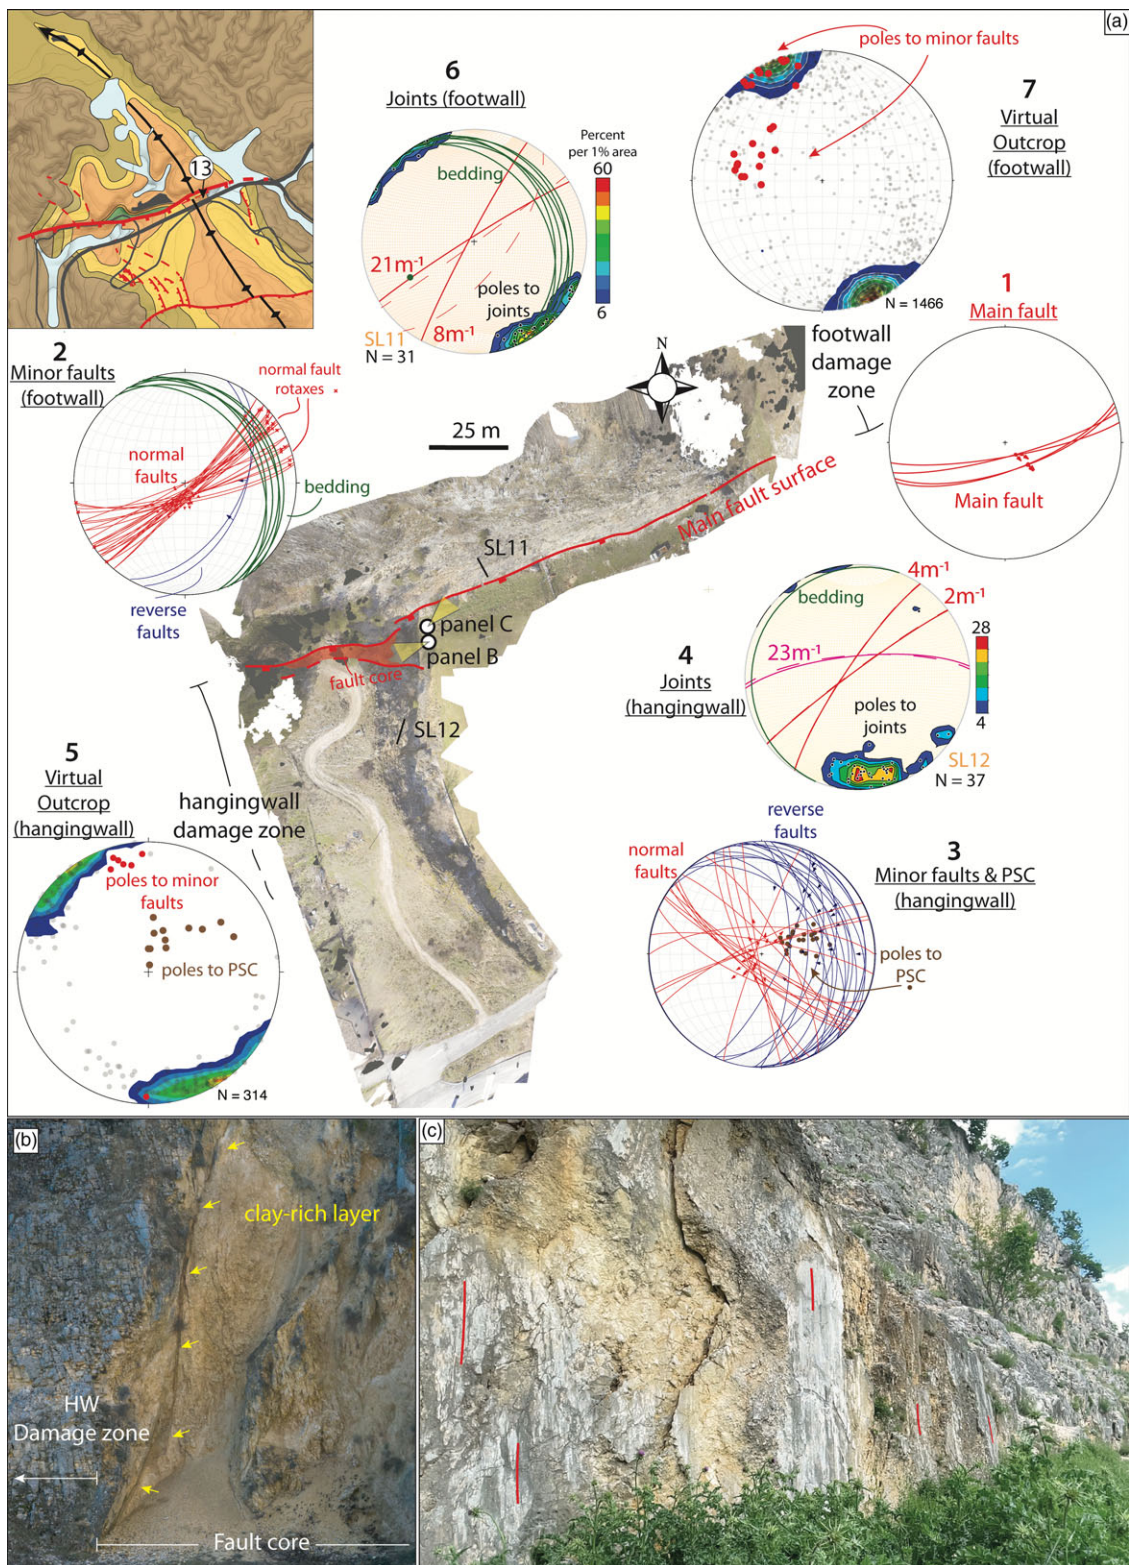 (a)
13
6
Joints (footwall)
bedding
21m⁻¹
8m⁻¹
poles to
joints
SL11
N = 31
Percent
per 1% area
60
6
poles to minor faults
7
Virtual
Outcrop
(footwall)
N = 1466
1
Main fault
Main fault
footwall
damage
zone
2
Minor faults
(footwall)
normal fault
rotaxes
normal
faults
bedding
reverse
faults
N
25 m
Main fault surface
SL11
panel C
panel B
fault core
SL12
hangingwall
damage zone
4
Joints
(hangingwall)
bedding
4m⁻¹
2m⁻¹
23m⁻¹
poles to
joints
28
4
SL12
N = 37
5
Virtual
Outcrop
(hangingwall)
poles to minor
faults
poles to PSC
N = 314
reverse
faults
normal
faults
3
Minor faults & PSC
(hangingwall)
poles to
PSC
(b)
clay-rich layer
HW
Damage zone
Fault core
(c)